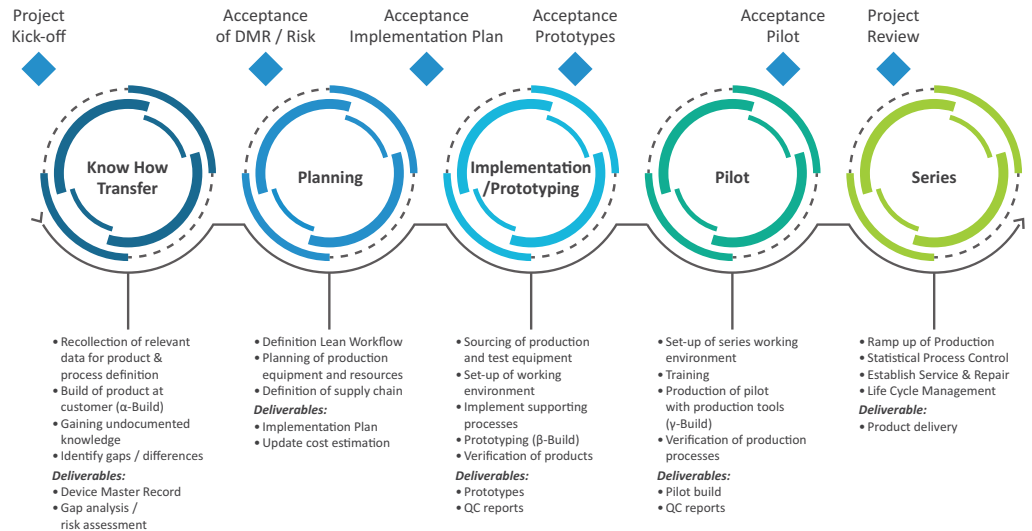 Project
Kick-off
Acceptance
of DMR / Risk
Acceptance
Implementation Plan
Acceptance
Prototypes
Acceptance
Pilot
Project
Review
Know How
Transfer
Planning
Implementation
/Prototyping
Pilot
Series
• Recollection of relevant
data for product &
process definition
• Build of product at
customer (α-Build)
• Gaining undocumented
knowledge
• Identify gaps / differences
Deliverables:
• Device Master Record
• Gap analysis /
risk assessment
• Definition Lean Workflow
• Planning of production
equipment and resources
• Definition of supply chain
Deliverables:
• Implementation Plan
• Update cost estimation
• Sourcing of production
and test equipment
• Set-up of working
environment
• Implement supporting
processes
• Prototyping (β-Build)
• Verification of products
Deliverables:
• Prototypes
• QC reports
• Set-up of series working
environment
• Training
• Production of pilot
with production tools
(γ-Build)
• Verification of production
processes
Deliverables:
• Pilot build
• QC reports
• Ramp up of Production
• Statistical Process Control
• Establish Service & Repair
• Life Cycle Management
Deliverable:
• Product delivery